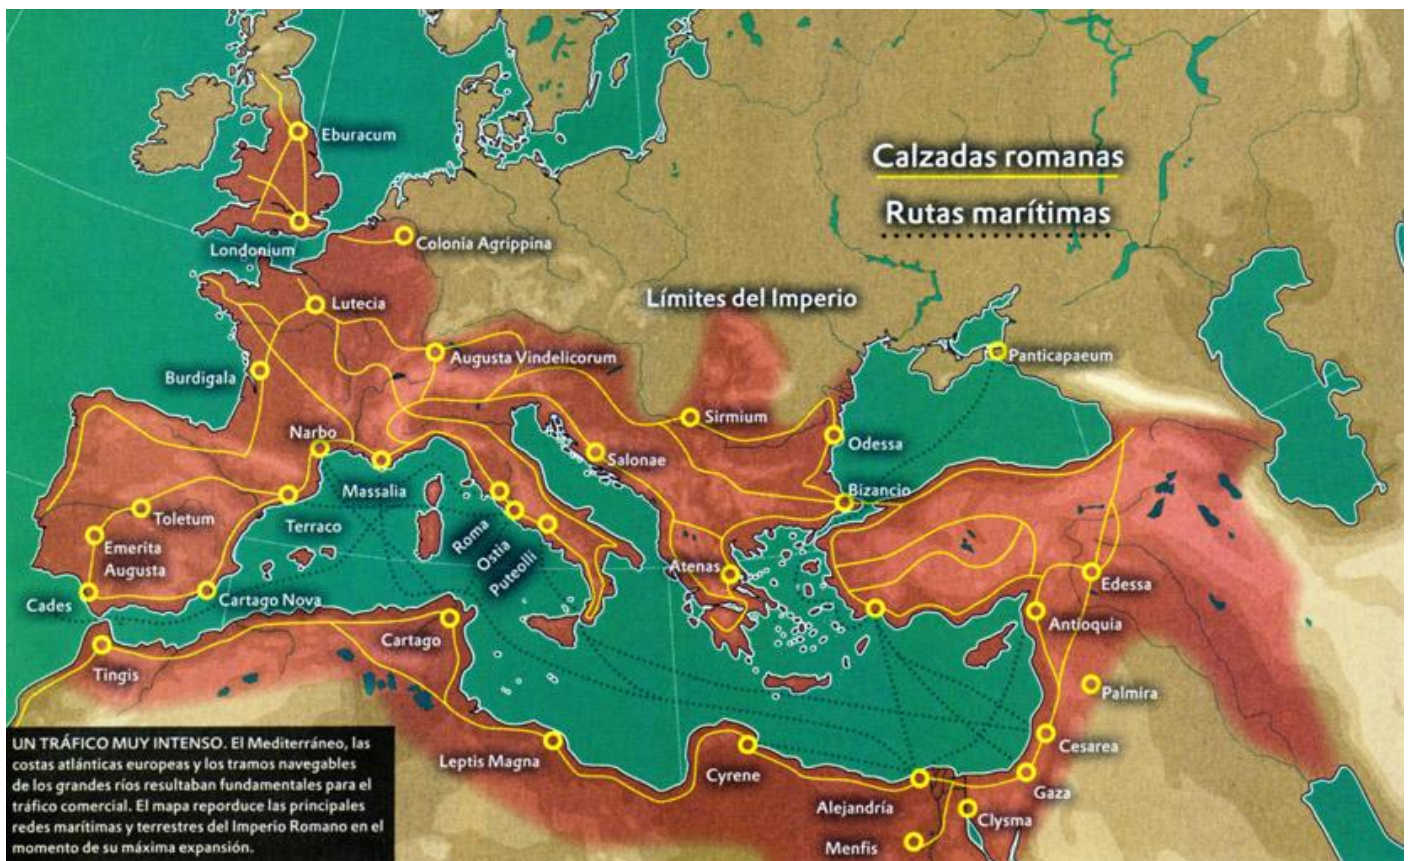 Eburacum
Calzadas romanas
Rutas marítimas
Londonium
Colonia Agrippina
Límites del Imperio
Lutecia
Augusta Vindelicorum
Panticapaeum
Burdigala
Sirmium
Narbo
Odessa
Salonae
Massalia
Bizancio
Toletum
Terraco
Roma
Ostia
Puteolli
Emerita
Augusta
Atenas
Edessa
Cades
Cartago Nova
Cartago
Antioquia
Tingis
Palmira
Leptis Magna
Cyrene
Cesarea
Gaza
Alejandría
Clysma
Menfis
UN TRÁFICO MUY INTENSO. El Mediterráneo, las
costas atlánticas europeas y los tramos navegables
de los grandes ríos resultaban fundamentales para el
tráfico comercial. El mapa reporduce las principales
redes marítimas y terrestres del Imperio Romano en el
momento de su máxima expansión.